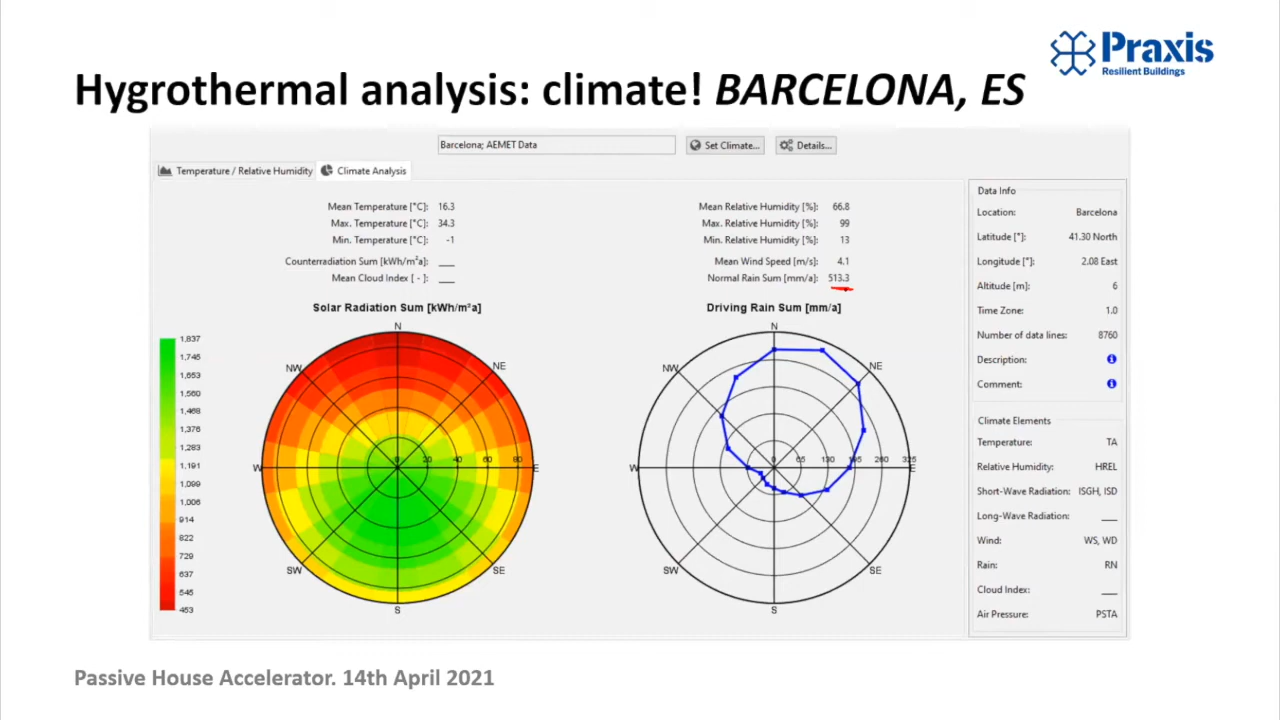 Praxis
Resilient Buildings
Hygrothermal analysis: climate! BARCELONA, ES
Barcelona; AEMET Data
Set Climate...
Details...
Temperature / Relative Humidity
Climate Analysis
Mean Temperature [°C]: 16.3
Max. Temperature [°C]: 34.3
Min. Temperature [°C]: -1
Counterradiation Sum [kWh/m²a]: ___
Mean Cloud Index [ - ]: ___
Mean Relative Humidity [%]: 66.8
Max. Relative Humidity [%]: 99
Min. Relative Humidity [%]: 13
Mean Wind Speed [m/s]: 4.1
Normal Rain Sum [mm/a]: 513.3
Solar Radiation Sum [kWh/m²a]
1,837
1,745
1,653
1,560
1,468
1,376
1,283
1,191
1,099
1,006
914
822
729
637
545
453
N
NW
NE
W
0 20 40 60 80
E
SW
SE
S
Driving Rain Sum [mm/a]
N
NW
NE
W
0 65 130 195 260 325
E
SW
SE
S
Data Info
Location: Barcelona
Latitude [°]: 41.30 North
Longitude [°]: 2.08 East
Altitude [m]: 6
Time Zone: 1.0
Number of data lines: 8760
Description:
Comment:
Climate Elements
Temperature: TA
Relative Humidity: HREL
Short-Wave Radiation: ISGH, ISD
Long-Wave Radiation: ___
Wind: WS, WD
Rain: RN
Cloud Index: ___
Air Pressure: PSTA
Passive House Accelerator. 14th April 2021